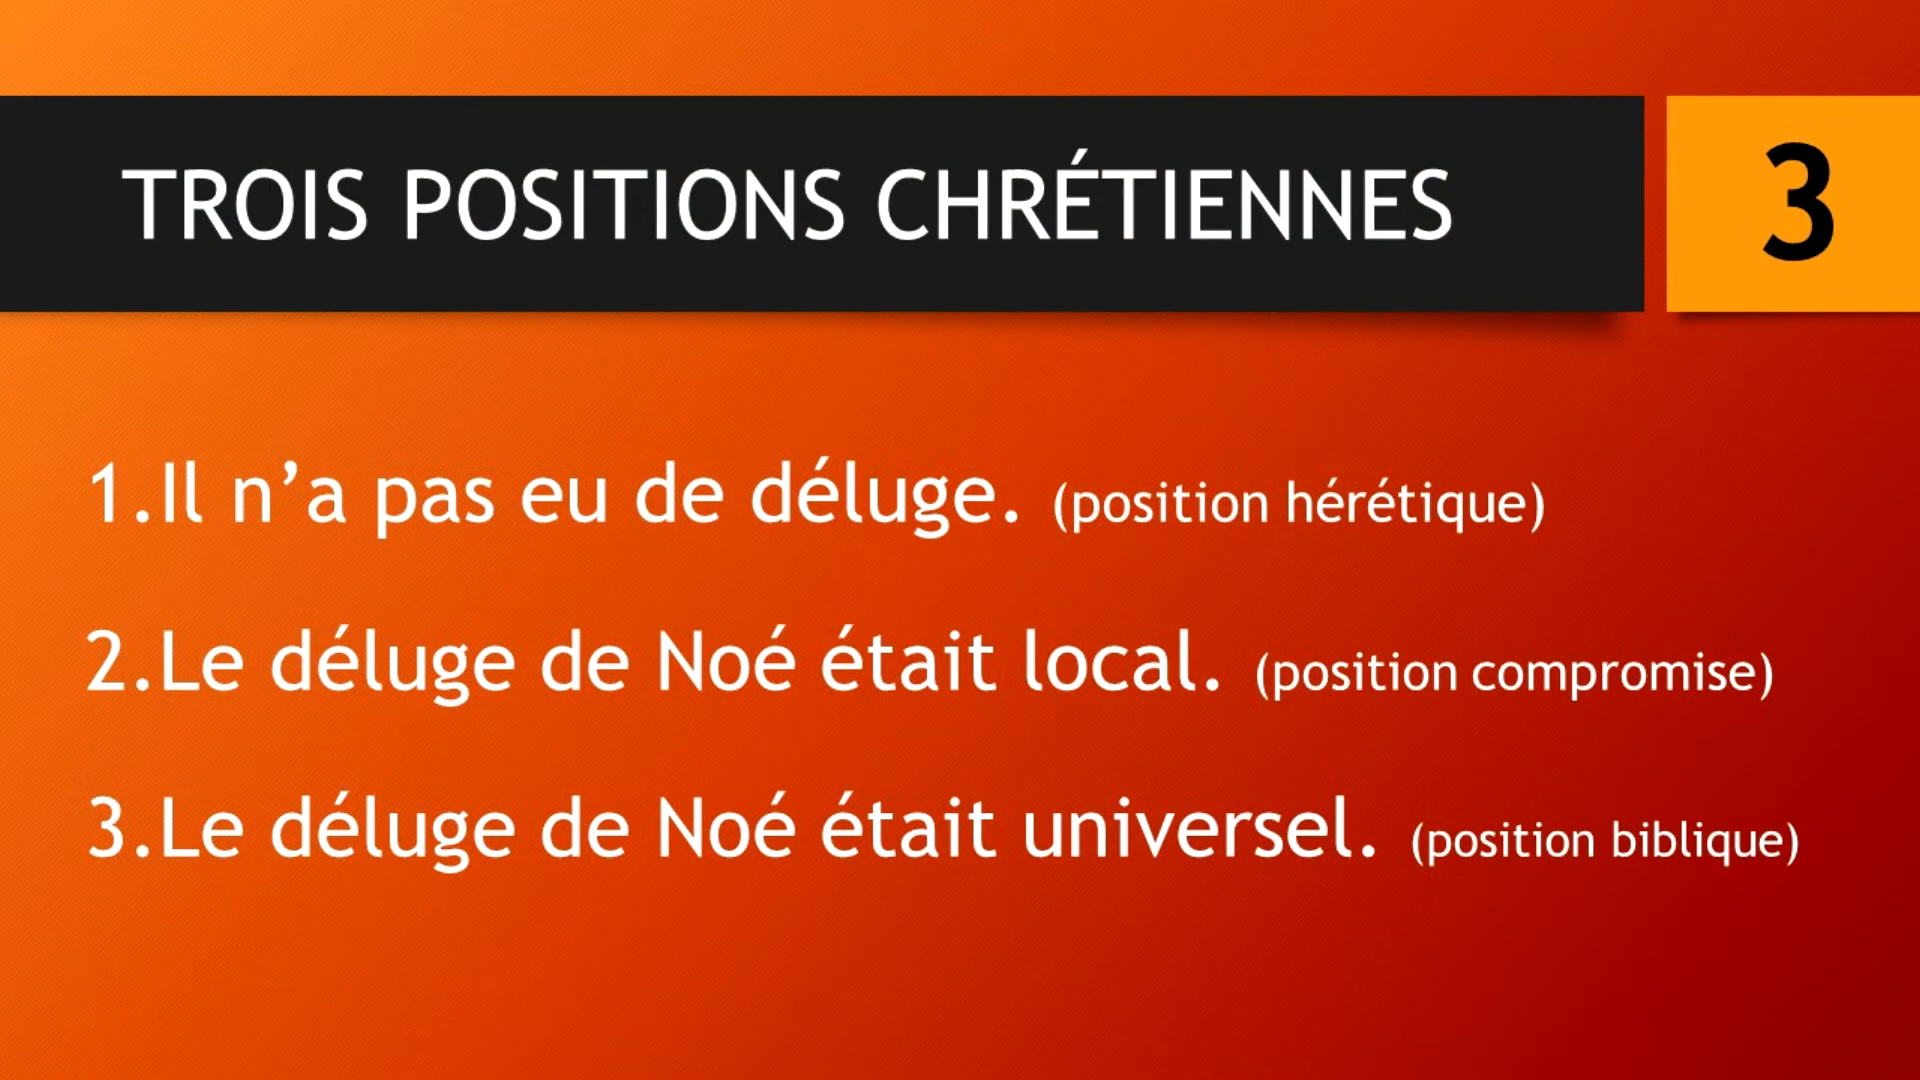 TROIS POSITIONS CHRÉTIENNES
3
1.Il n’a pas eu de déluge. (position hérétique)
2.Le déluge de Noé était local. (position compromise)
3.Le déluge de Noé était universel. (position biblique)